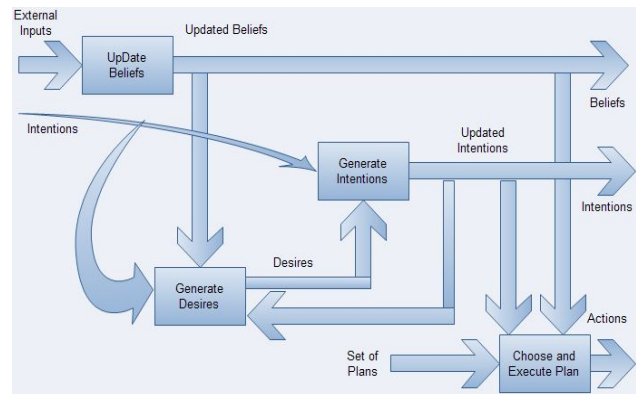 External
Inputs
Updated Beliefs
UpDate
Beliefs
Beliefs
Intentions
Updated
Intentions
Generate
Intentions
Intentions
Desires
Generate
Desires
Actions
Set of
Plans
Choose and
Execute Plan